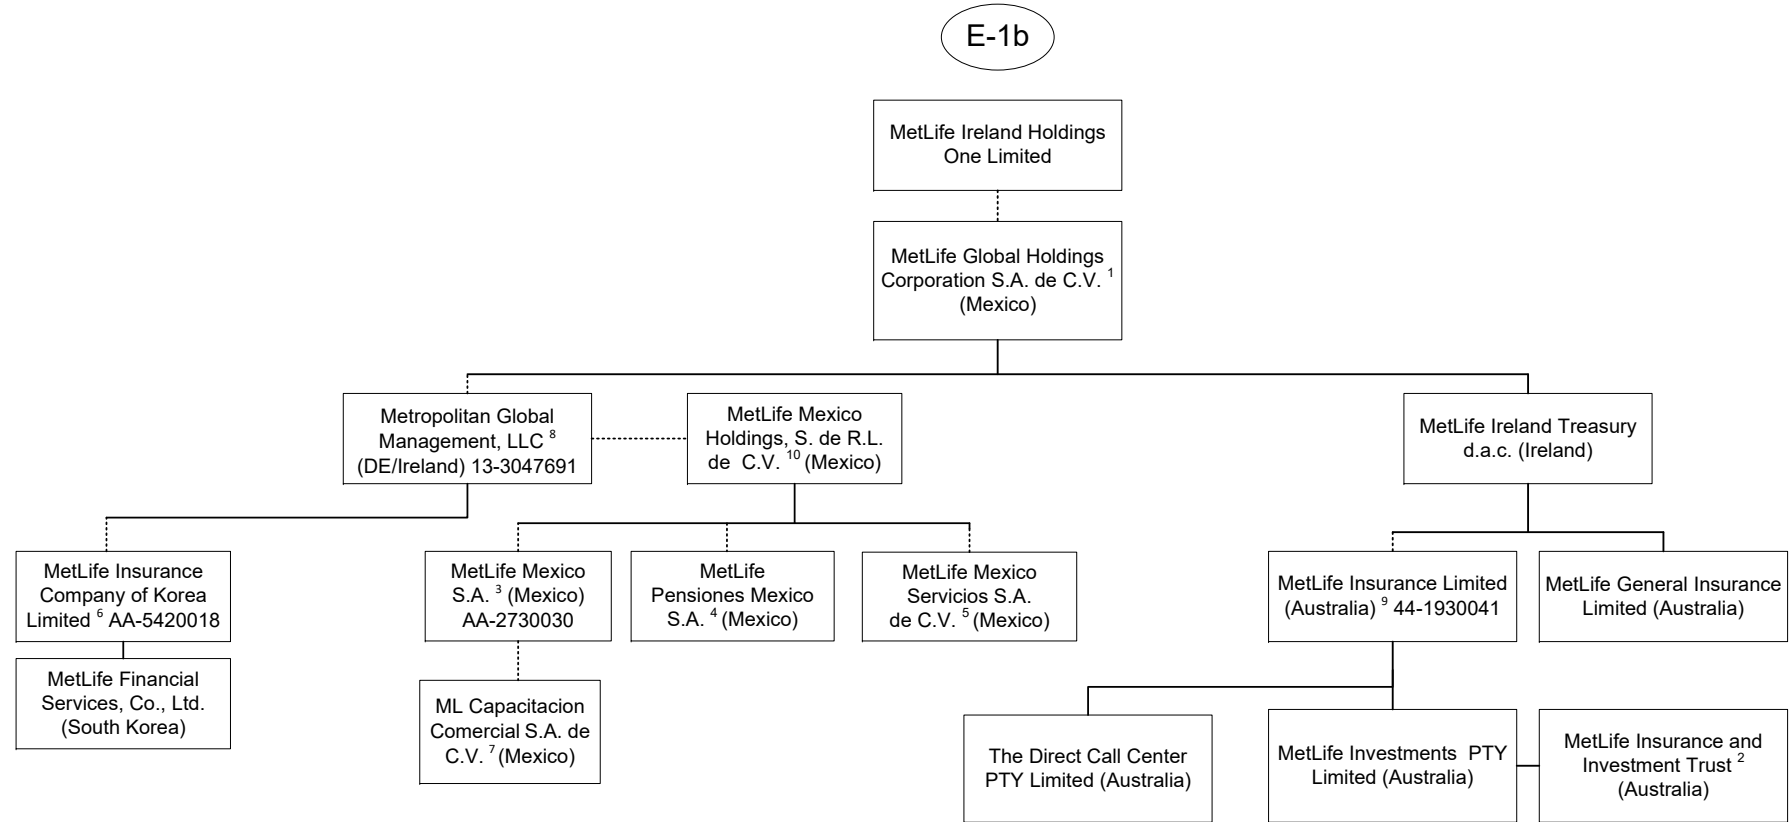 E-1b
MetLife Ireland Holdings
One Limited
MetLife Global Holdings
Corporation S.A. de C.V. 1
(Mexico)
Metropolitan Global
Management, LLC 8
(DE/Ireland) 13-3047691
MetLife Mexico
Holdings, S. de R.L.
de C.V. 10 (Mexico)
MetLife Ireland Treasury
d.a.c. (Ireland)
MetLife Insurance
Company of Korea
Limited 6 AA-5420018
MetLife Mexico
S.A. 3 (Mexico)
AA-2730030
MetLife
Pensiones Mexico
S.A. 4 (Mexico)
MetLife Mexico
Servicios S.A.
de C.V. 5 (Mexico)
MetLife Insurance Limited
(Australia) 9 44-1930041
MetLife General Insurance
Limited (Australia)
MetLife Financial
Services, Co., Ltd.
(South Korea)
ML Capacitacion
Comercial S.A. de
C.V. 7 (Mexico)
The Direct Call Center
PTY Limited (Australia)
MetLife Investments PTY
Limited (Australia)
MetLife Insurance and
Investment Trust 2
(Australia)